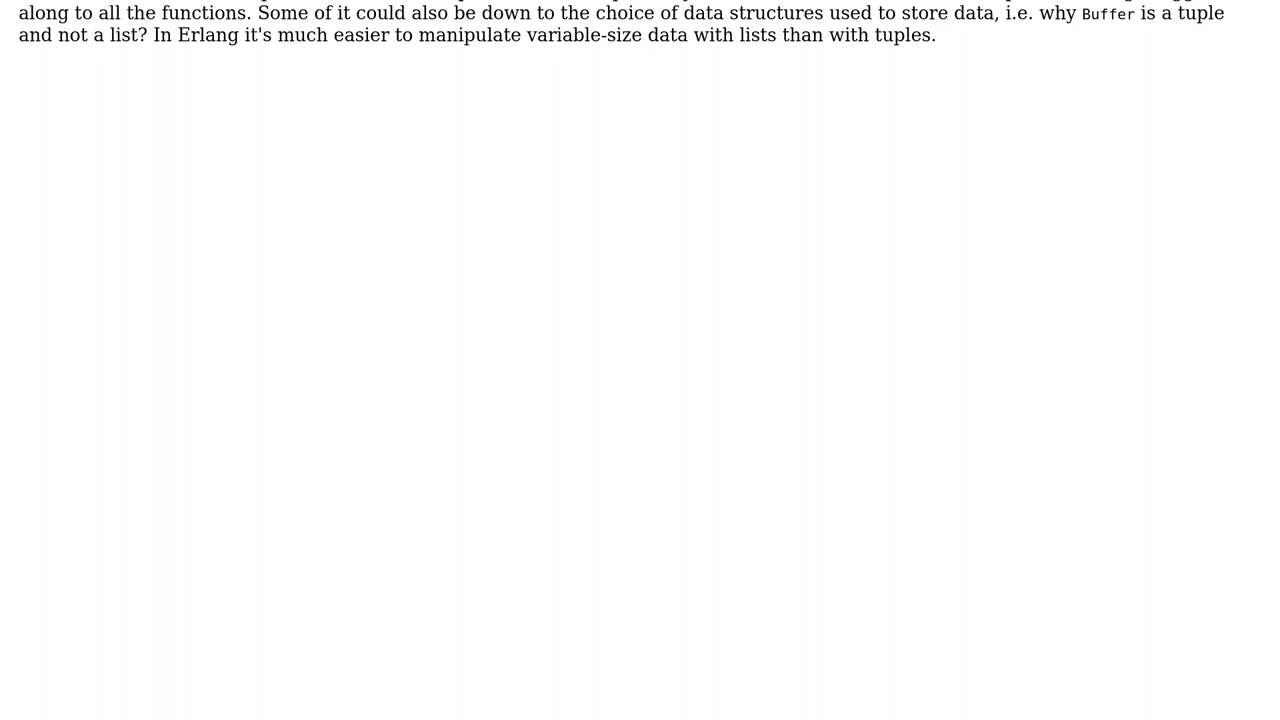 along to all the functions. Some of it could also be down to the choice of data structures used to store data, i.e. why Buffer is a tuple
and not a list? In Erlang it's much easier to manipulate variable-size data with lists than with tuples.